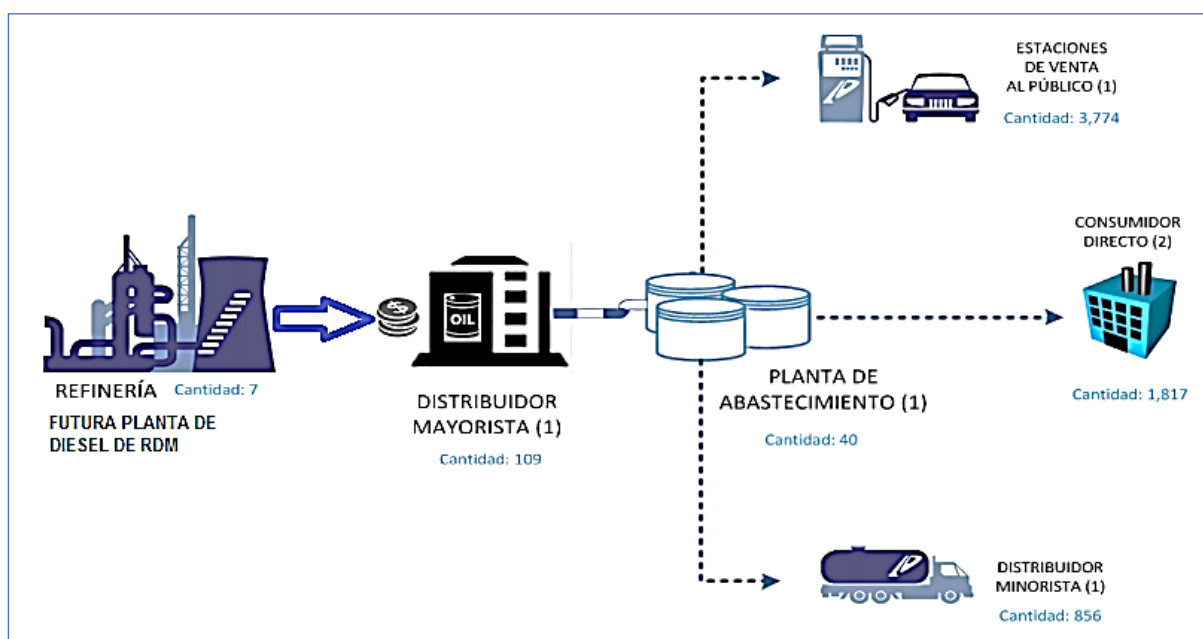 ESTACIONES
DE VENTA
AL PÚBLICO (1)
Cantidad: 3,774
CONSUMIDOR
DIRECTO (2)
Cantidad: 1,817
OIL
REFINERÍA Cantidad: 7
FUTURA PLANTA DE
DIESEL DE RDM
DISTRIBUIDOR
MAYORISTA (1)
Cantidad: 109
PLANTA DE
ABASTECIMIENTO (1)
Cantidad: 40
DISTRIBUIDOR
MINORISTA (1)
Cantidad: 856